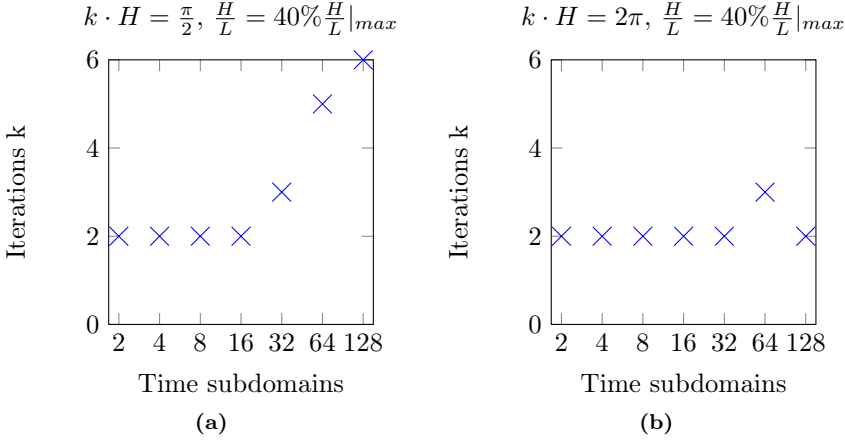 k · H = π/2, H/L = 40% H/L|max
6
4
2
0
Iterations k
2 4 8 16 32 64 128
Time subdomains
(a)
k · H = 2π, H/L = 40% H/L|max
6
4
2
0
Iterations k
2 4 8 16 32 64 128
Time subdomains
(b)